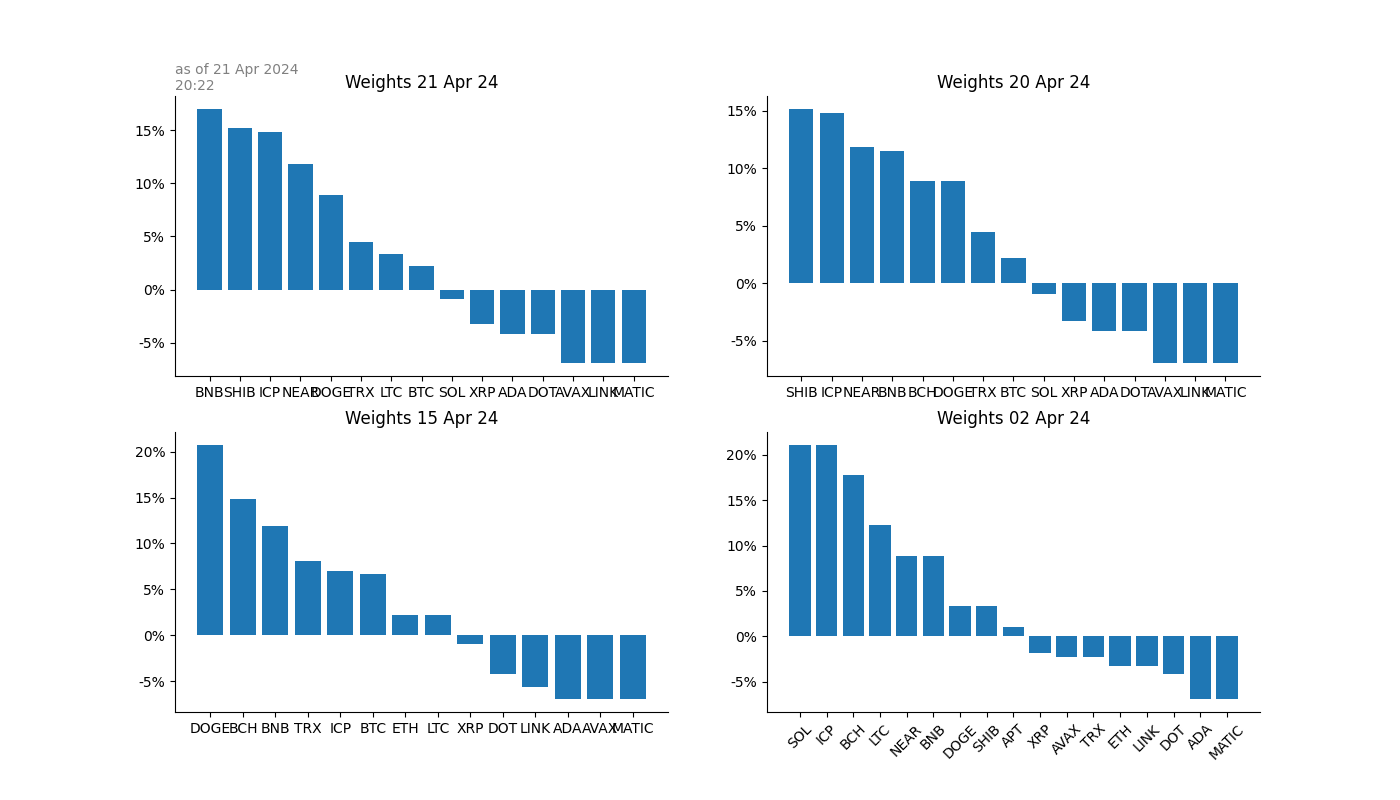 as of 21 Apr 2024
20:22
Weights 21 Apr 24
15%
10%
5%
0%
-5%
BNB SHIB ICP NEAR DOGE TRX LTC BTC SOL XRP ADA DOT AVAX LINK MATIC
Weights 20 Apr 24
15%
10%
5%
0%
-5%
SHIB ICP NEAR BNB BCH DOGE TRX BTC SOL XRP ADA DOT AVAX LINK MATIC
Weights 15 Apr 24
20%
15%
10%
5%
0%
-5%
DOGE BCH BNB TRX ICP BTC ETH LTC XRP DOT LINK ADA AVAX MATIC
Weights 02 Apr 24
20%
15%
10%
5%
0%
-5%
SOL ICP BCH LTC NEAR BNB DOGE SHIB APT XRP AVAX TRX ETH LINK DOT ADA MATIC